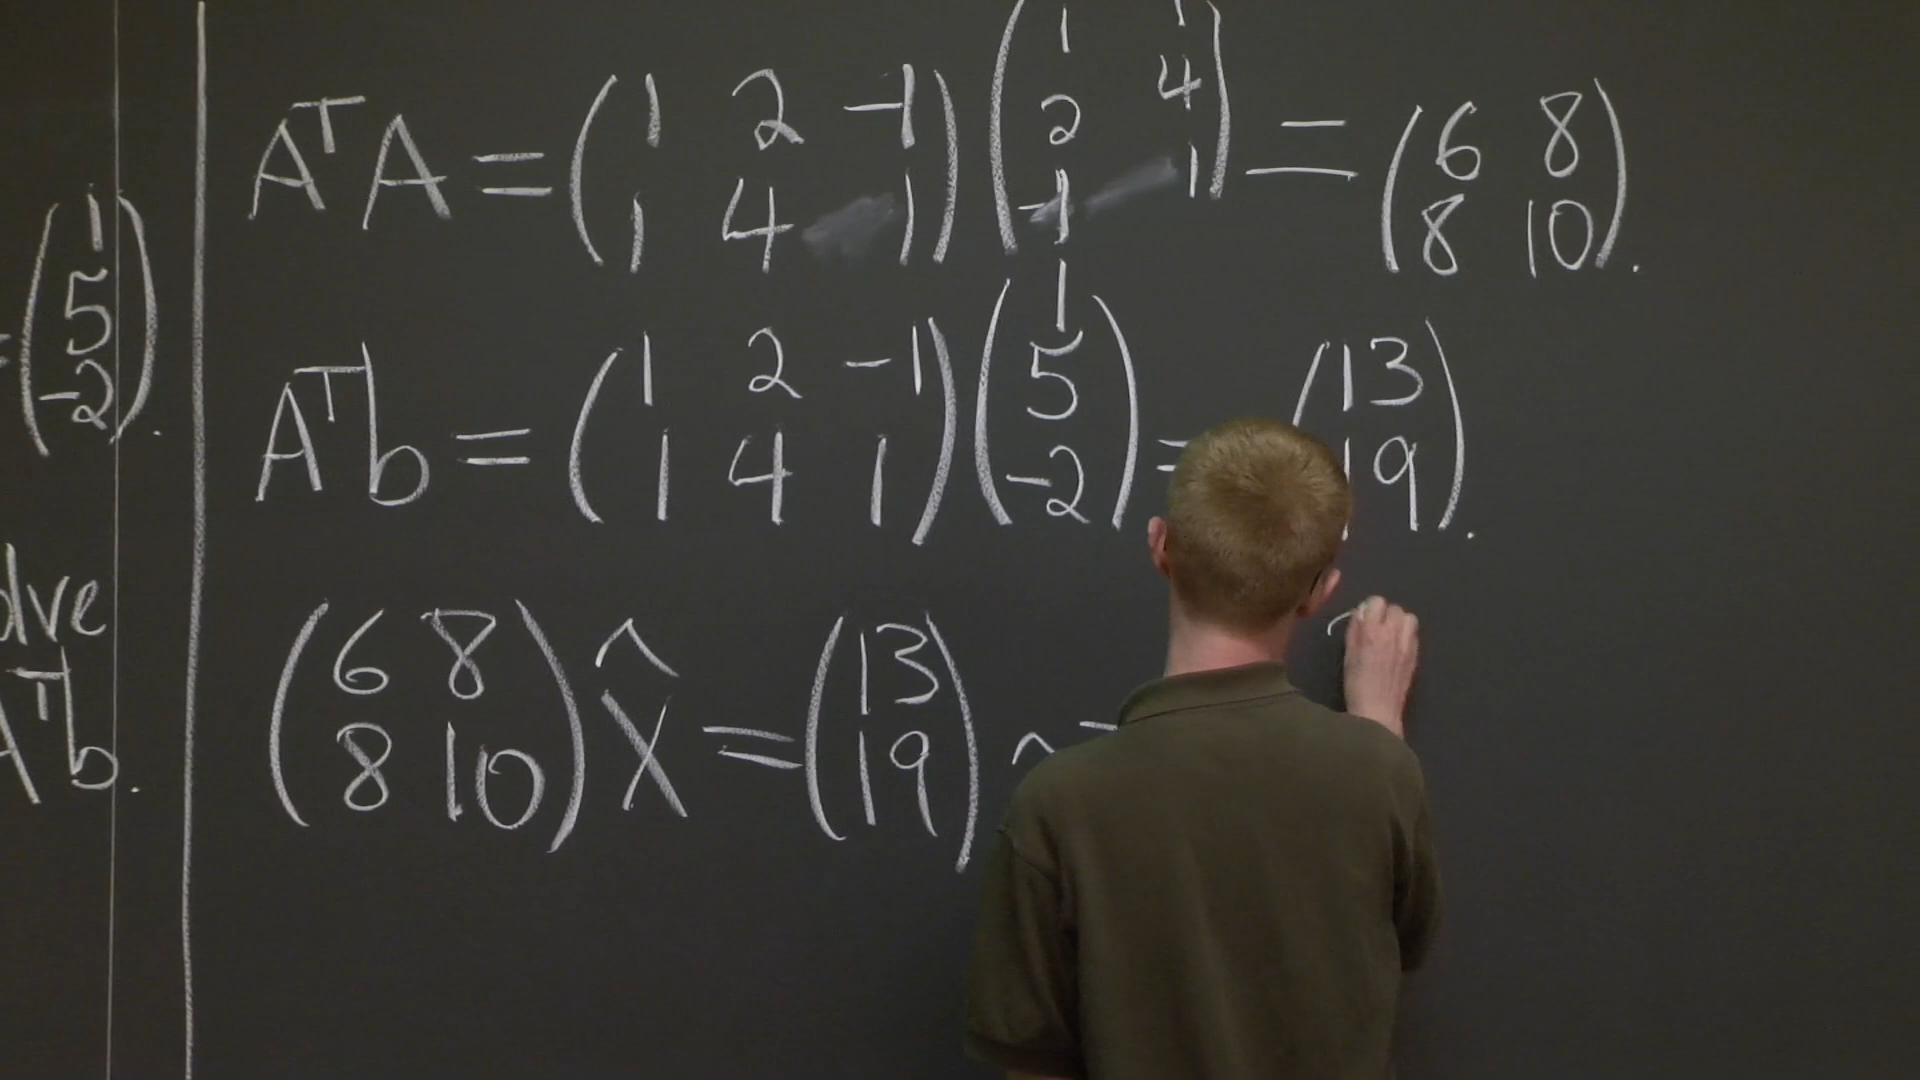 = ( 1 5 -2 ) .
olve
Aᵀb.
AᵀA = ( 1 2 -1 / 1 4 1 ) ( 1 1 / 2 4 / -1 1 ) = ( 6 8 / 8 10 ) .
Aᵀb = ( 1 2 -1 / 1 4 1 ) ( 1 / 5 / -2 ) = ( 13 / 19 ) .
( 6 8 / 8 10 ) x̂ = ( 13 / 19 )